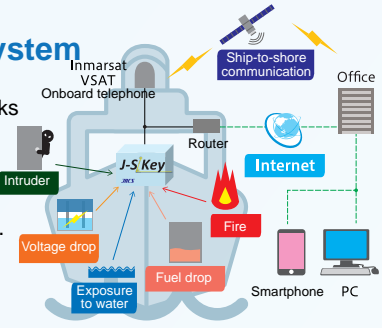 ystem
Inmarsat
VSAT
Onboard telephone
ks
Ship-to-shore
communication
Office
Router
J-S/Key
JRCS
Internet
Intruder
Voltage drop
Fire
Fuel drop
Exposure
to water
.
Smartphone
PC